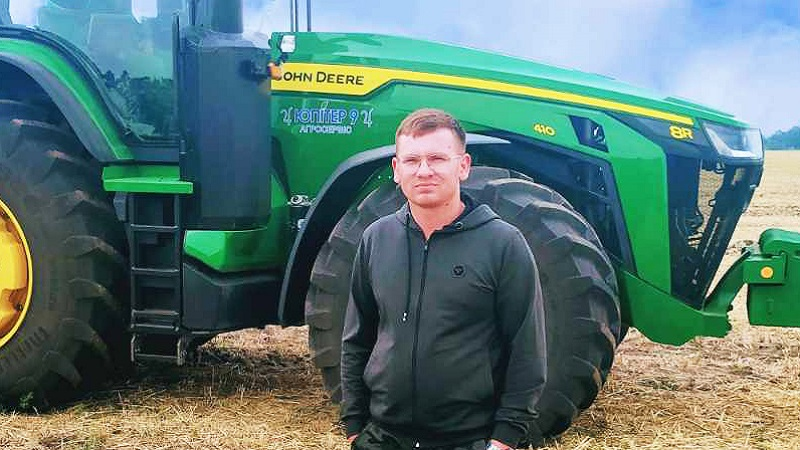 JOHN DEERE
ЮПІТЕР 9
АГРОСЕРВІС
410
8R